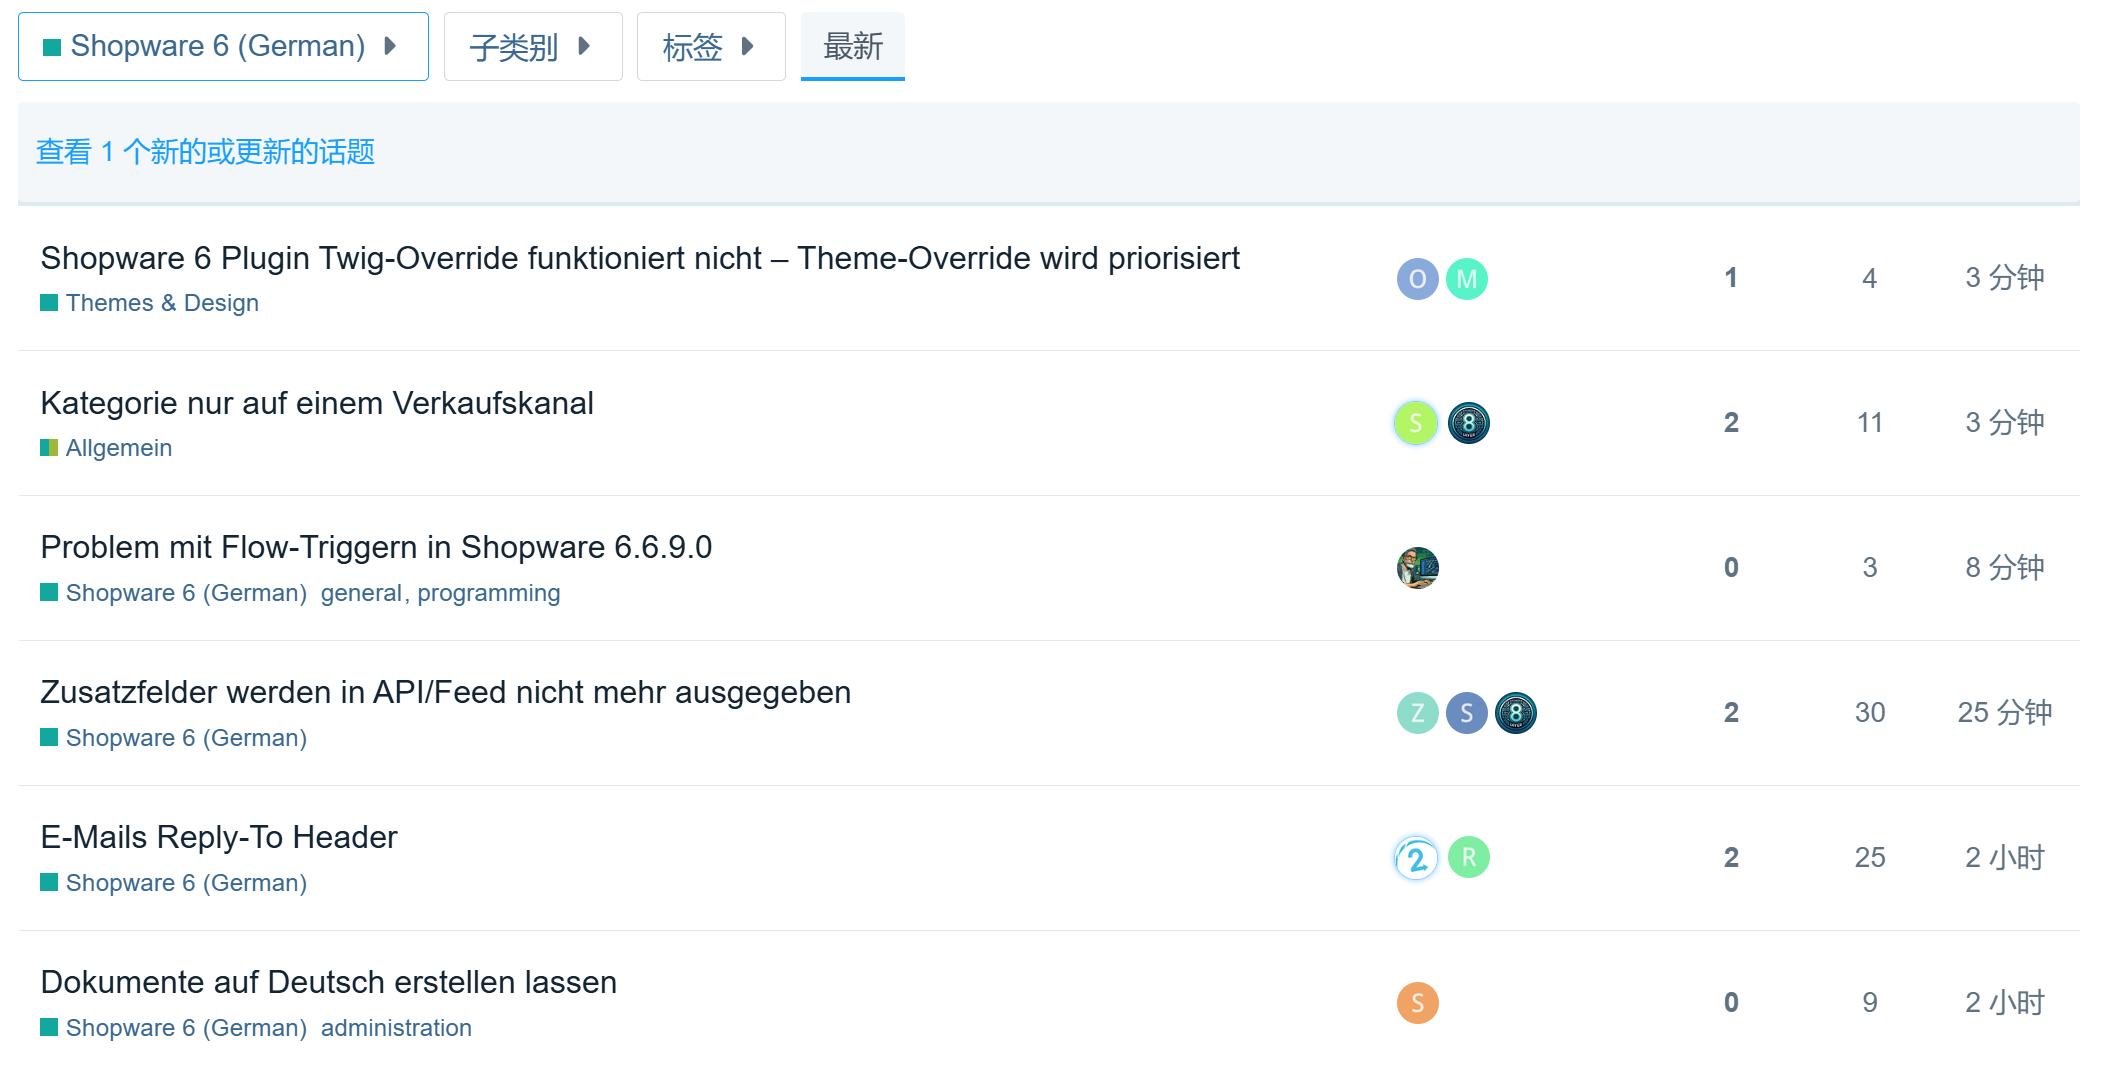 Shopware 6 (German) 子类别 标签 最新
查看 1 个新的或更新的话题
Shopware 6 Plugin Twig-Override funktioniert nicht – Theme-Override wird priorisiert
Themes & Design
O M 1 4 3 分钟
Kategorie nur auf einem Verkaufskanal
Allgemein
S 8 2 11 3 分钟
Problem mit Flow-Triggern in Shopware 6.6.9.0
Shopware 6 (German) general, programming
0 3 8 分钟
Zusatzfelder werden in API/Feed nicht mehr ausgegeben
Shopware 6 (German)
Z S 8 2 30 25 分钟
E-Mails Reply-To Header
Shopware 6 (German)
2 R 2 25 2 小时
Dokumente auf Deutsch erstellen lassen
Shopware 6 (German) administration
S 0 9 2 小时